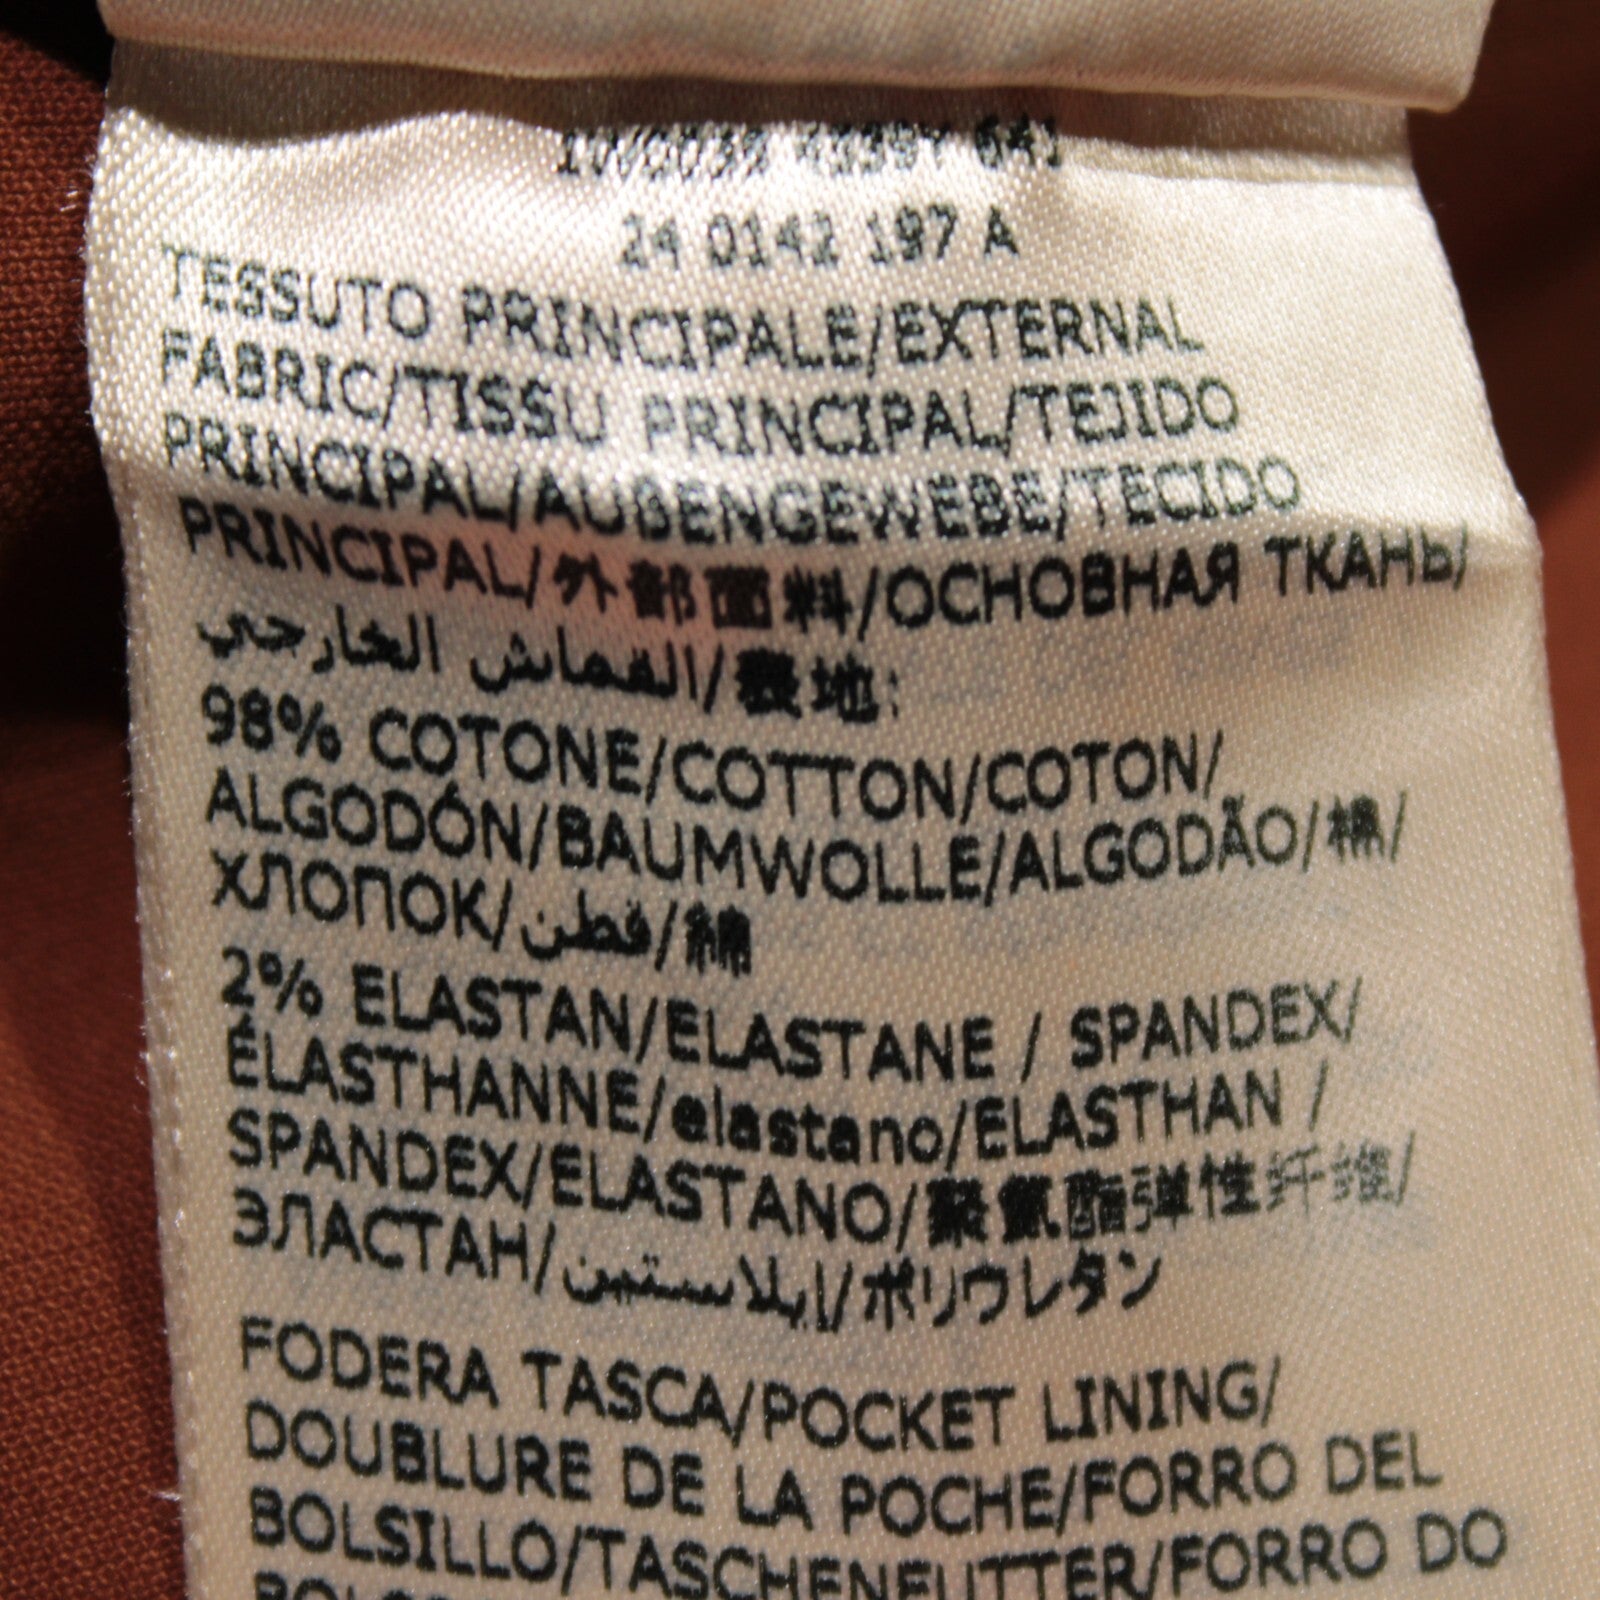 24 0142 197 A
TESSUTO PRINCIPALE/EXTERNAL
FABRIC/TISSU PRINCIPAL/TEJIDO
PRINCIPAL/AUßENGEWEBE/TECIDO
PRINCIPAL/外部面料/ОСНОВНАЯ ТКАНЬ/
القماش الخارجي/表地:
98% COTONE/COTTON/COTON/
ALGODÓN/BAUMWOLLE/ALGODÃO/棉/
ХЛОПОК/قطن/綿
2% ELASTAN/ELASTANE / SPANDEX/
ÉLASTHANNE/elastano/ELASTHAN /
SPANDEX/ELASTANO/聚氨酯弹性纤维/
ЭЛАСТАН/إيلاستين/ポリウレタン
FODERA TASCA/POCKET LINING/
DOUBLURE DE LA POCHE/FORRO DEL
BOLSILLO/TASCHENFUTTER/FORRO DO